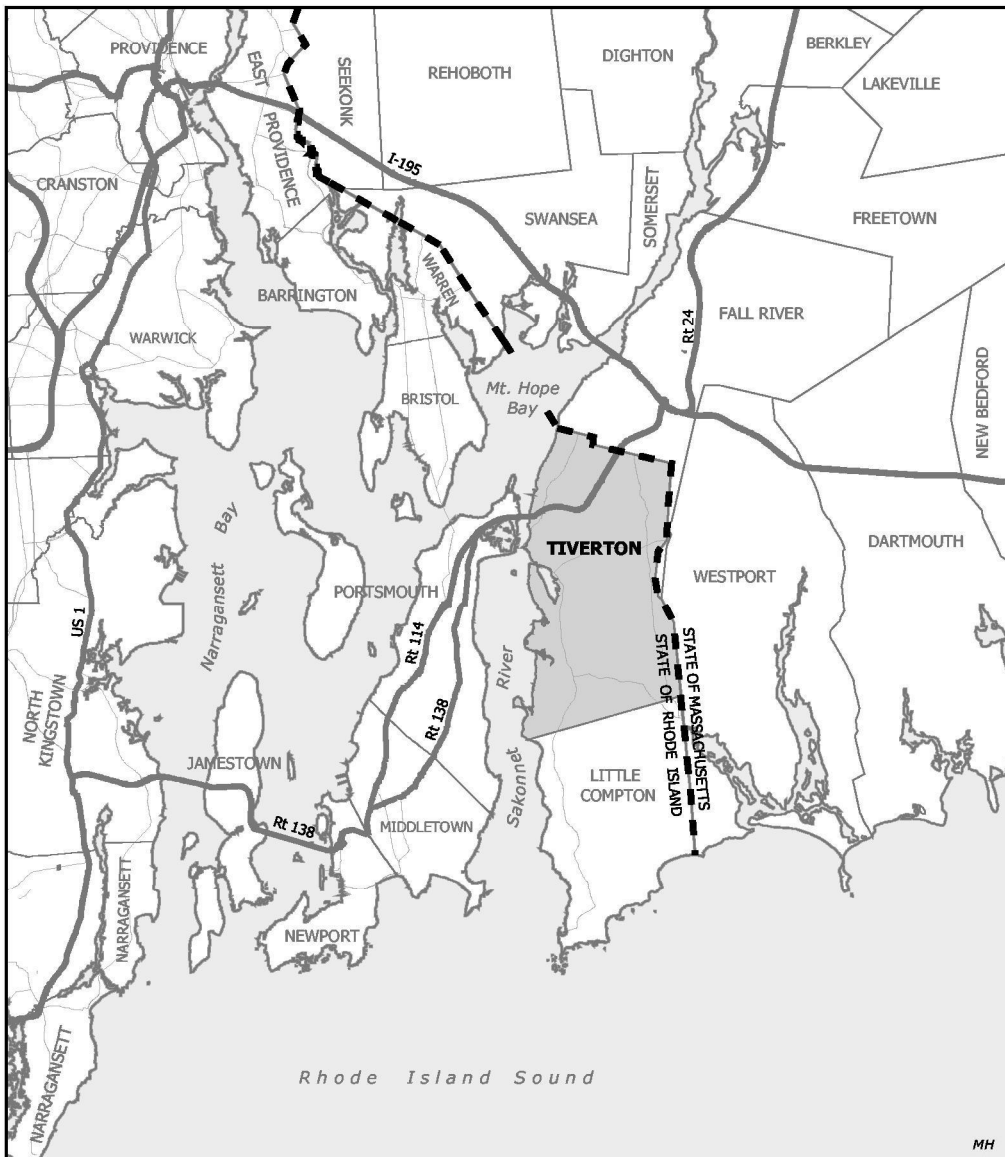 PROVIDENCE
EAST
PROVIDENCE
SEEKONK
REHOBOTH
DIGHTON
BERKLEY
LAKEVILLE
I-195
CRANSTON
SWANSEA
SOMERSET
FREETOWN
WARREN
BARRINGTON
WARWICK
FALL RIVER
Rt 24
NEW BEDFORD
Mt. Hope
Bay
BRISTOL
Narragansett
Bay
TIVERTON
DARTMOUTH
WESTPORT
PORTSMOUTH
US 1
Rt 114
Rt 138
Sakonnet
River
STATE OF MASSACHUSETTS
STATE OF RHODE ISLAND
NORTH
KINGSTOWN
JAMESTOWN
LITTLE
COMPTON
Rt 138
MIDDLETOWN
NARRAGANSETT
NEWPORT
NARRAGANSETT
Rhode Island Sound
MH